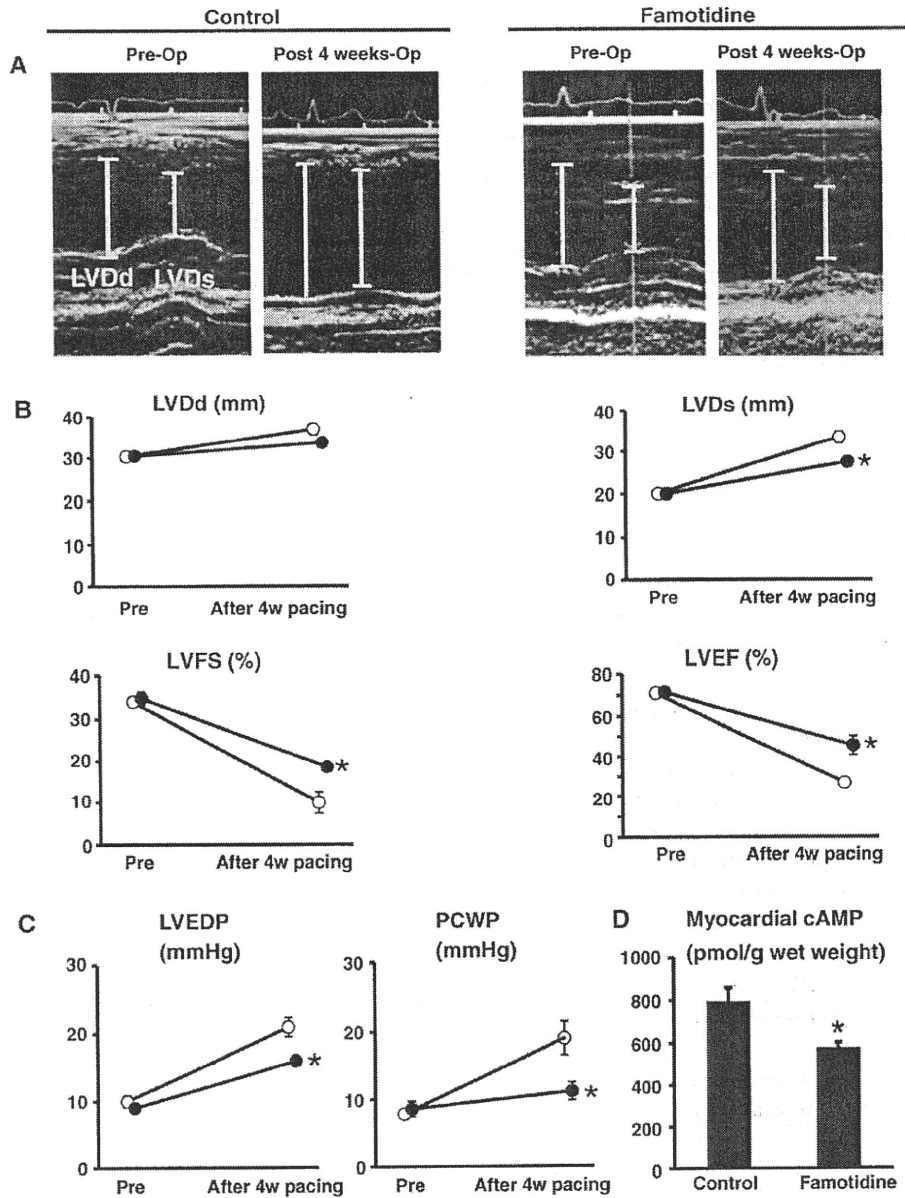 Control
Famotidine
A
Pre-Op
Post 4 weeks-Op
Pre-Op
Post 4 weeks-Op
LVDd
LVDs
B
LVDd (mm)
40
30
20
10
0
Pre
After 4w pacing
LVDs (mm)
40
30
20
10
0
Pre
After 4w pacing
LVFS (%)
40
30
20
10
0
Pre
After 4w pacing
*
LVEF (%)
80
60
40
20
0
Pre
After 4w pacing
*
C
LVEDP
(mmHg)
30
20
10
0
Pre
After 4w pacing
*
PCWP
(mmHg)
30
20
10
0
Pre
After 4w pacing
*
D
Myocardial cAMP
(pmol/g wet weight)
1000
800
600
400
200
0
*
Control
Famotidine